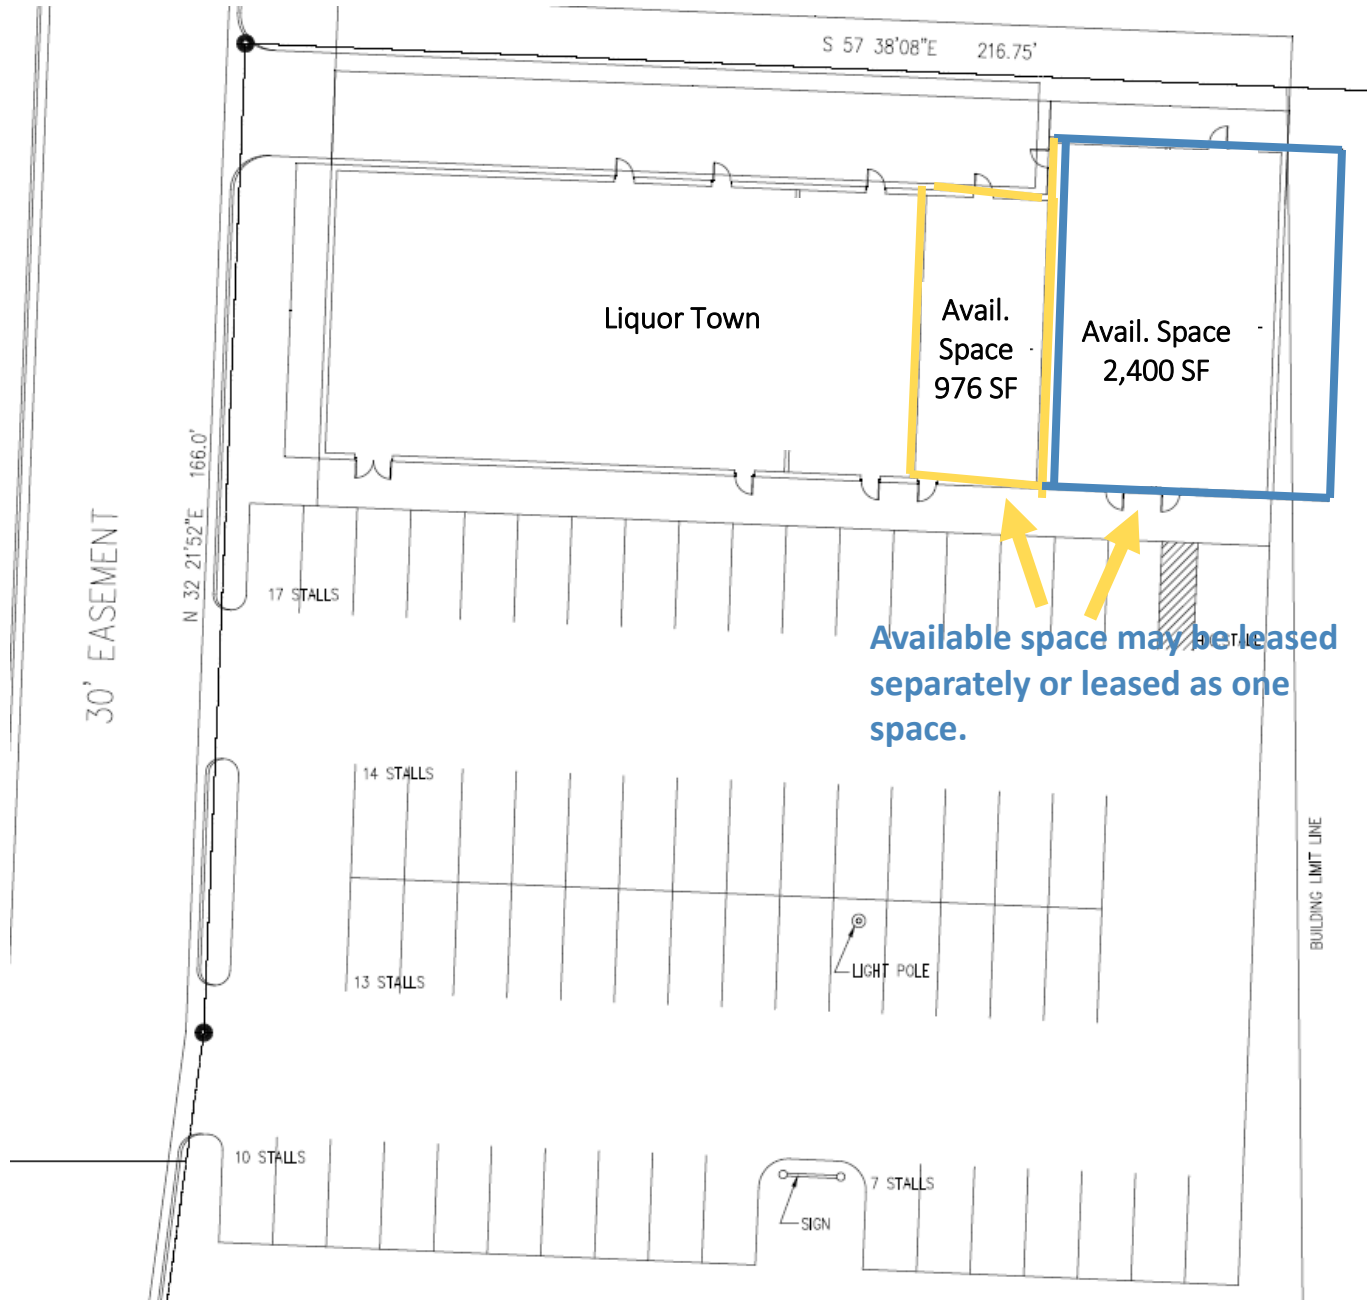 S 57 38'08"E 216.75'
Liquor Town
Avail.
Space
976 SF
Avail. Space
2,400 SF
N 32 21'52"E 166.0'
30' EASEMENT
17 STALLS
Available space may be leased
separately or leased as one
space.
14 STALLS
13 STALLS
LIGHT POLE
BUILDING LIMIT LINE
10 STALLS
7 STALLS
SIGN